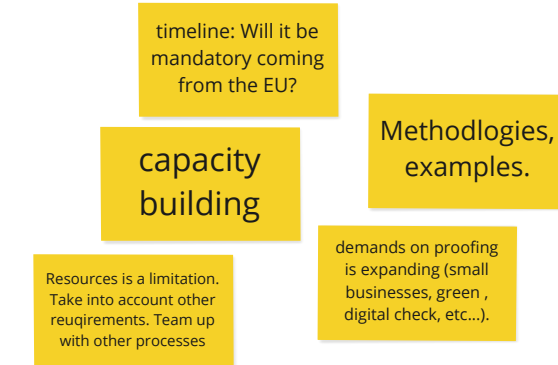 timeline: Will it be
mandatory coming
from the EU?
Methodlogies,
examples.
capacity
building
demands on proofing
is expanding (small
businesses, green ,
digital check, etc...).
Resources is a limitation.
Take into account other
reuqirements. Team up
with other processes